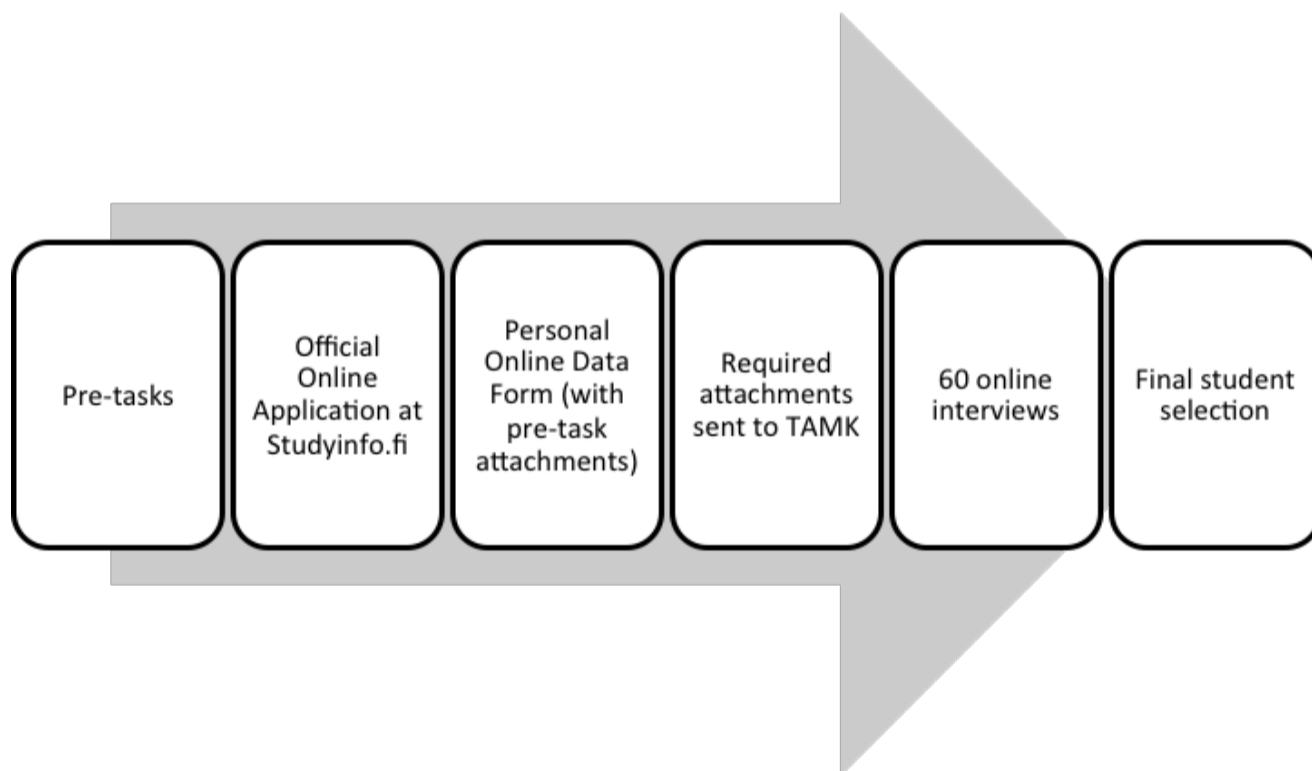 Pre-tasks
Official
Online
Application at
Studyinfo.fi
Personal
Online Data
Form (with
pre-task
attachments)
Required
attachments
sent to TAMK
60 online
interviews
Final student
selection